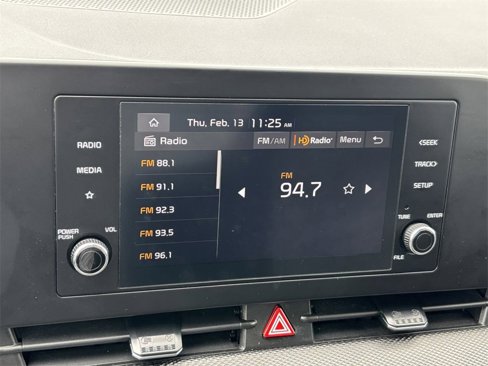 Thu, Feb. 13 11:25 AM
Radio FM/AM HD Radio Menu
RADIO
MEDIA
POWER PUSH VOL
FM 88.1
FM 91.1
FM 92.3
FM 93.5
FM 96.1
FM
94.7
<SEEK
TRACK>
SETUP
TUNE ENTER
FILE